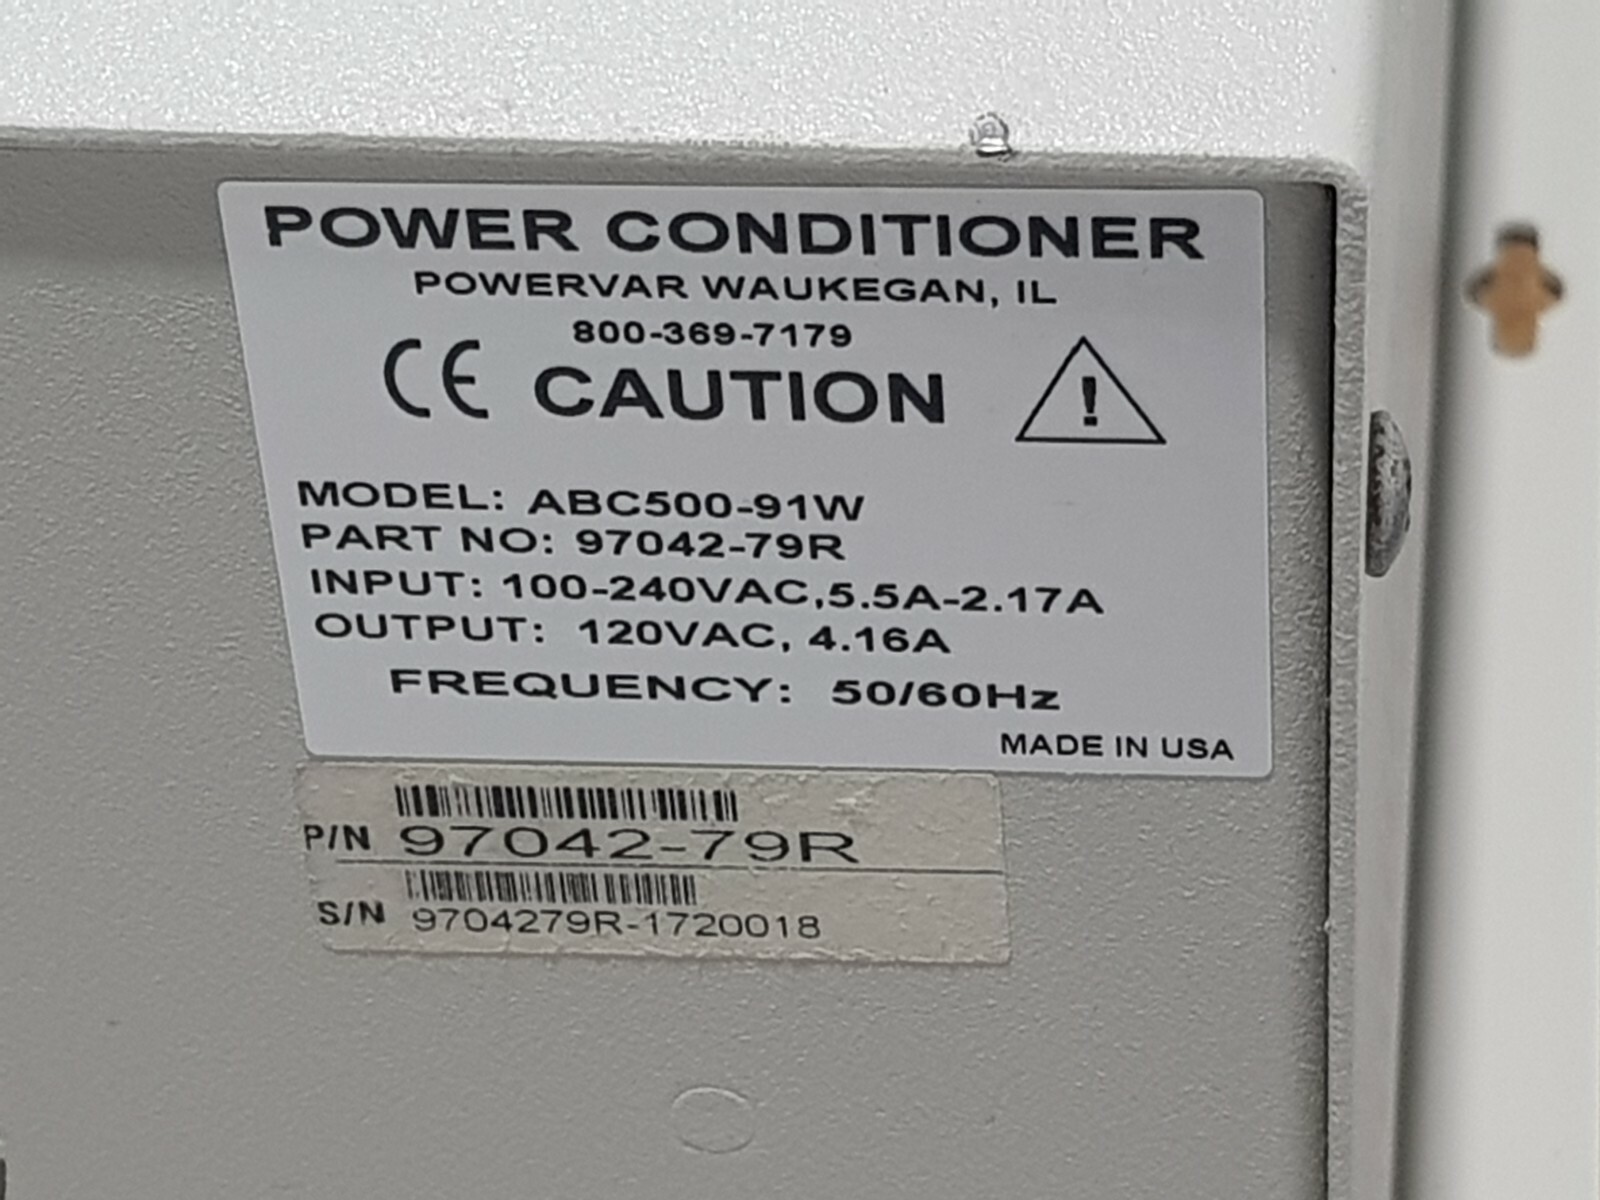 POWER CONDITIONER
POWERVAR WAUKEGAN, IL
800-369-7179
CE CAUTION !
MODEL: ABC500-91W
PART NO: 97042-79R
INPUT: 100-240VAC,5.5A-2.17A
OUTPUT: 120VAC, 4.16A
FREQUENCY: 50/60Hz
MADE IN USA
P/N 97042-79R
S/N 9704279R-1720018